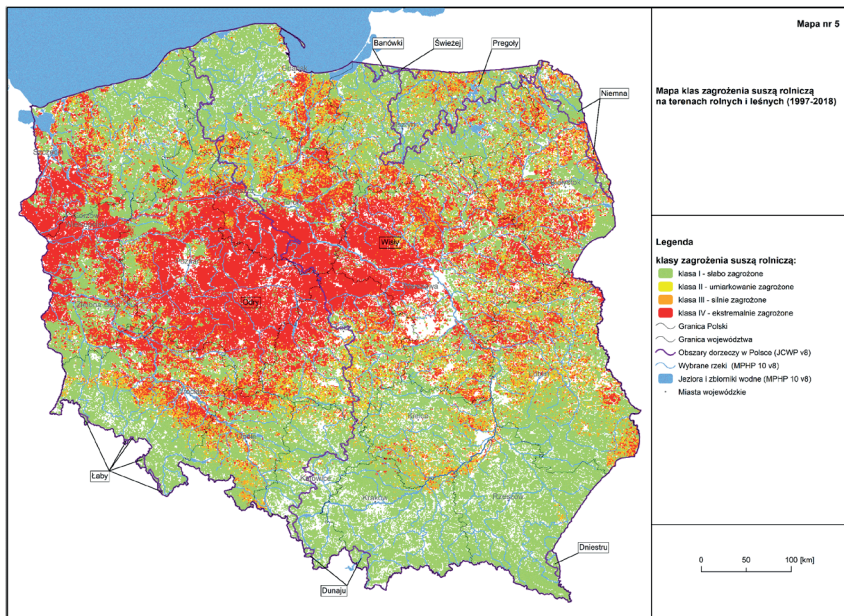 Mapa nr 5
Banówki
Świeżej
Pregoły
Niemna
Mapa klas zagrożenia suszą rolniczą
na terenach rolnych i leśnych (1997-2018)
Wisły
Odry
Legenda
klasy zagrożenia suszą rolniczą:
klasa I - słabo zagrożone
klasa II - umiarkowanie zagrożone
klasa III - silnie zagrożone
klasa IV - ekstremalnie zagrożone
Granica Polski
Granica województwa
Obszary dorzeczy w Polsce (JCWP v8)
Wybrane rzeki (MPHP 10 v8)
Jeziora i zbiorniki wodne (MPHP 10 v8)
Miasta wojewódzkie
Katowice
Kraków
Rzeszów
Łaby
Dniestru
Dunaju
0 50 100 [km]